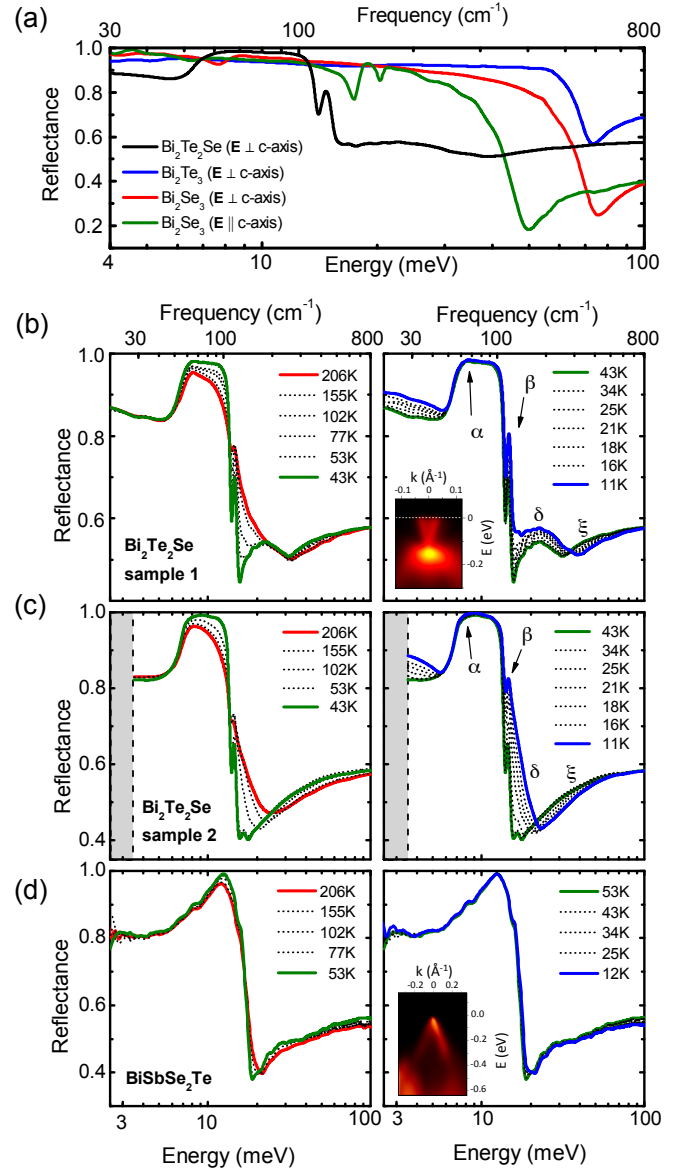 (a)
Frequency (cm⁻¹)
30 100 800
Reflectance
1.0
0.8
0.6
0.4
0.2
Bi₂Te₂Se (E ⊥ c-axis)
Bi₂Te₃ (E ⊥ c-axis)
Bi₂Se₃ (E ⊥ c-axis)
Bi₂Se₃ (E || c-axis)
4 10 100
Energy (meV)
(b)
Frequency (cm⁻¹) Frequency (cm⁻¹)
30 100 800 30 100 800
Reflectance
1.0
0.8
0.6
206K
155K
102K
77K
53K
43K
Bi₂Te₂Se
sample 1
43K
34K
25K
21K
18K
16K
11K
α
β
δ
ξ
k (Å⁻¹)
-0.1 0.1
E (eV)
0
-0.2
(c)
Reflectance
1.0
0.8
0.6
0.4
206K
155K
102K
53K
43K
Bi₂Te₂Se
sample 2
43K
34K
25K
21K
18K
16K
11K
α
β
δ
ξ
(d)
Reflectance
1.0
0.8
0.6
0.4
206K
155K
102K
77K
53K
BiSbSe₂Te
53K
43K
34K
25K
12K
k (Å⁻¹)
-0.2 0 0.2
E (eV)
0.0
-0.2
-0.4
-0.6
3 10 100 3 10 100
Energy (meV) Energy (meV)